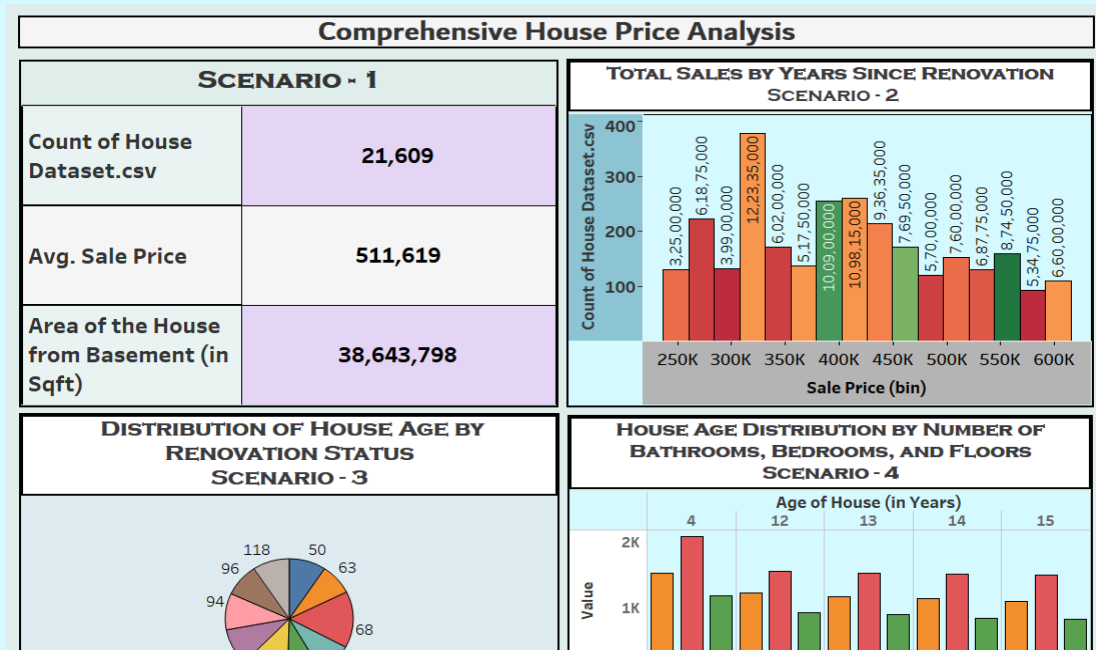 Comprehensive House Price Analysis
SCENARIO - 1
Count of House
Dataset.csv
21,609
Avg. Sale Price
511,619
Area of the House
from Basement (in
Sqft)
38,643,798
TOTAL SALES BY YEARS SINCE RENOVATION
SCENARIO - 2
Count of House Dataset.csv
400
300
200
100
3,25,00,000
6,18,75,000
3,99,00,000
12,23,35,000
6,02,00,000
5,17,50,000
10,09,00,000
10,98,15,000
9,36,35,000
7,69,50,000
5,70,00,000
7,60,00,000
6,87,75,000
8,74,50,000
5,34,75,000
6,60,00,000
250K 300K 350K 400K 450K 500K 550K 600K
Sale Price (bin)
DISTRIBUTION OF HOUSE AGE BY
RENOVATION STATUS
SCENARIO - 3
118
50
96
63
94
68
HOUSE AGE DISTRIBUTION BY NUMBER OF
BATHROOMS, BEDROOMS, AND FLOORS
SCENARIO - 4
Age of House (in Years)
4 12 13 14 15
2K
Value
1K